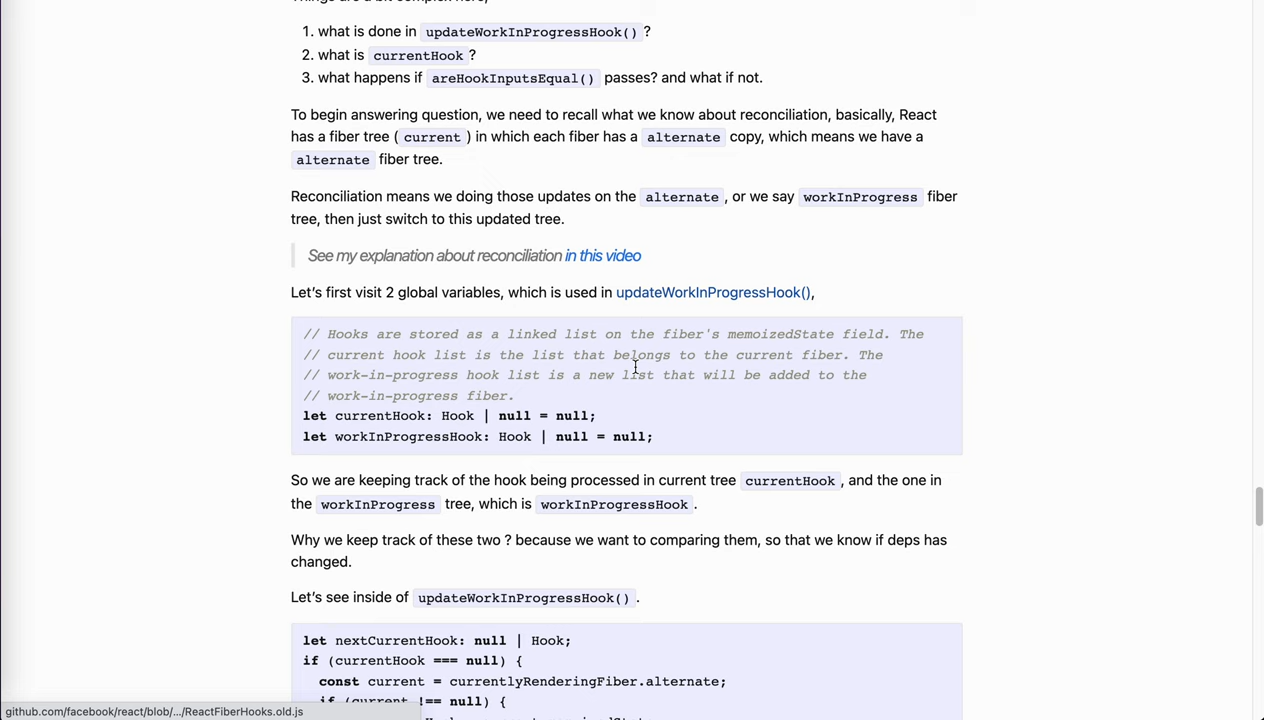 Things are a bit complex here,
1. what is done in updateWorkInProgressHook() ?
2. what is currentHook ?
3. what happens if areHookInputsEqual() passes? and what if not.
To begin answering question, we need to recall what we know about reconciliation, basically, React
has a fiber tree ( current ) in which each fiber has a alternate copy, which means we have a
alternate fiber tree.
Reconciliation means we doing those updates on the alternate , or we say workInProgress fiber
tree, then just switch to this updated tree.
See my explanation about reconciliation in this video
Let’s first visit 2 global variables, which is used in updateWorkInProgressHook(),
// Hooks are stored as a linked list on the fiber's memoizedState field. The
// current hook list is the list that belongs to the current fiber. The
// work-in-progress hook list is a new list that will be added to the
// work-in-progress fiber.
let currentHook: Hook | null = null;
let workInProgressHook: Hook | null = null;
So we are keeping track of the hook being processed in current tree currentHook , and the one in
the workInProgress tree, which is workInProgressHook .
Why we keep track of these two ? because we want to comparing them, so that we know if deps has
changed.
Let’s see inside of updateWorkInProgressHook() .
let nextCurrentHook: null | Hook;
if (currentHook === null) {
const current = currentlyRenderingFiber.alternate;
if (current !== null) {
github.com/facebook/react/blob/.../ReactFiberHooks.old.js